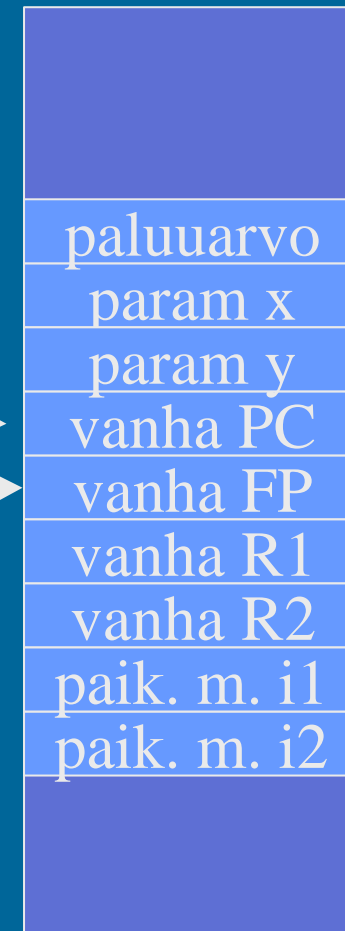 paluuarvo
param x
param y
vanha PC
vanha FP
vanha R1
vanha R2
paik. m. i1
paik. m. i2